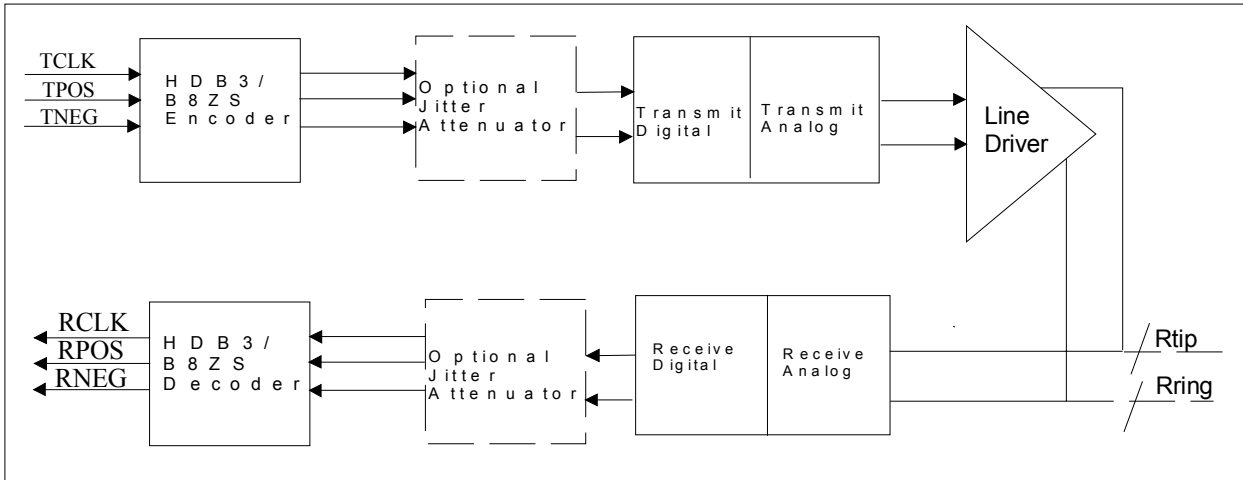 TCLK
TPOS
TNEG
HDB3/
B8ZS
Encoder
Optional
Jitter
Attenuator
Transmit
Digital
Transmit
Analog
Line
Driver
RCLK
RPOS
RNEG
HDB3/
B8ZS
Decoder
Optional
Jitter
Attenuator
Receive
Digital
Receive
Analog
Rtip
Rring